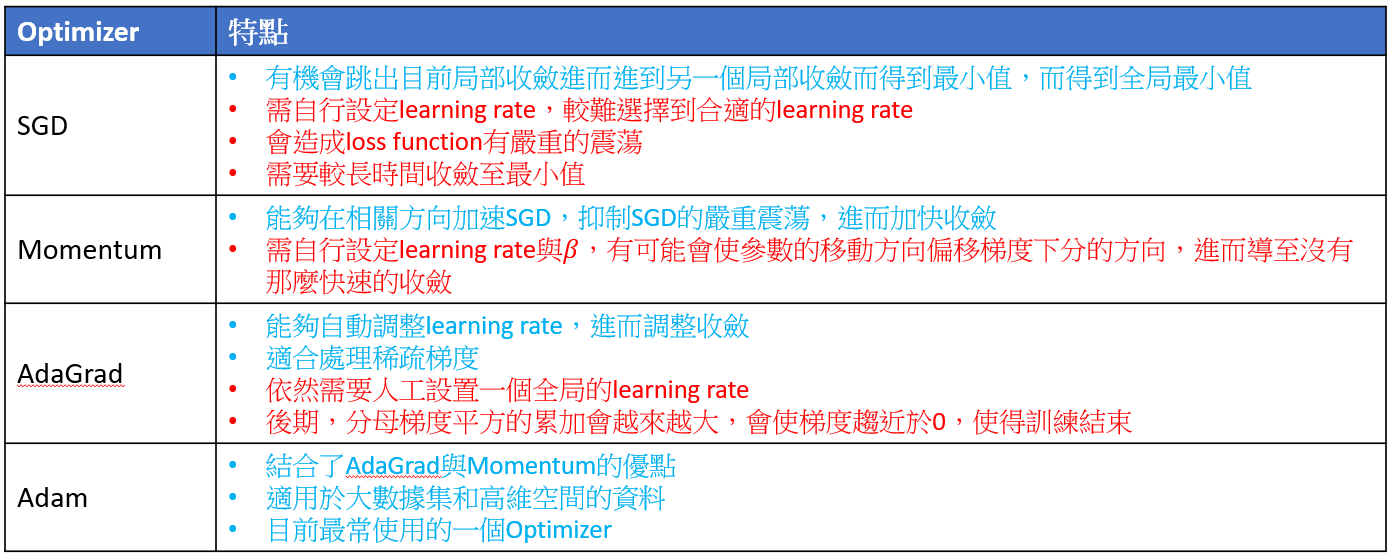 Optimizer
特點
SGD
• 有機會跳出目前局部收斂進而進到另一個局部收斂而得到最小值，而得到全局最小值
• 需自行設定learning rate，較難選擇到合適的learning rate
• 會造成loss function有嚴重的震蕩
• 需要較長時間收斂至最小值
Momentum
• 能夠在相關方向加速SGD，抑制SGD的嚴重震蕩，進而加快收斂
• 需自行設定learning rate與β，有可能會使參數的移動方向偏移梯度下分的方向，進而導至沒有
那麼快速的收斂
AdaGrad
• 能夠自動調整learning rate，進而調整收斂
• 適合處理稀疏梯度
• 依然需要人工設置一個全局的learning rate
• 後期，分母梯度平方的累加會越來越大，會使梯度趨近於0，使得訓練結束
Adam
• 結合了AdaGrad與Momentum的優點
• 適用於大數據集和高維空間的資料
• 目前最常使用的一個Optimizer